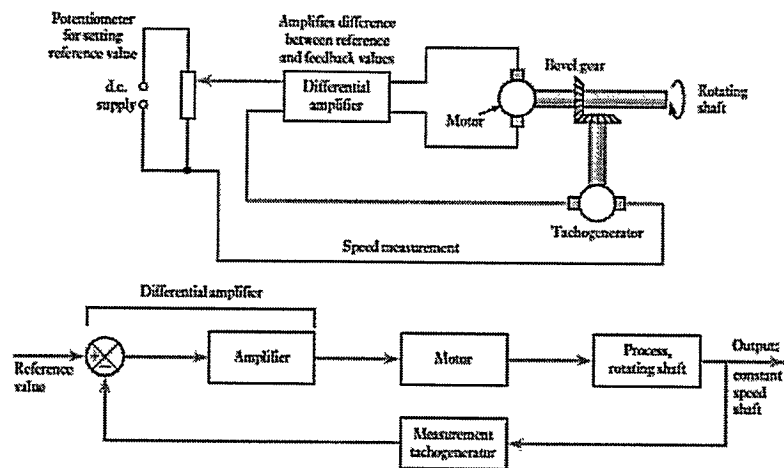 Potentiometer
for setting
reference value
Amplifies difference
between reference
and feedback values
d.c.
supply
Differential
amplifier
Motor
Bevel gear
Rotating
shaft
Tachogenerator
Speed measurement
Differential amplifier
Reference
value
+
−
Amplifier
Motor
Process,
rotating shaft
Output:
constant
speed
shaft
Measurement
tachogenerator